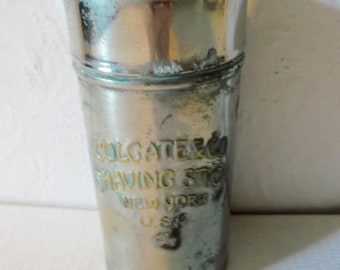 COLGATE & CO
SHAVING STICK
NEW YORK
U.S.A